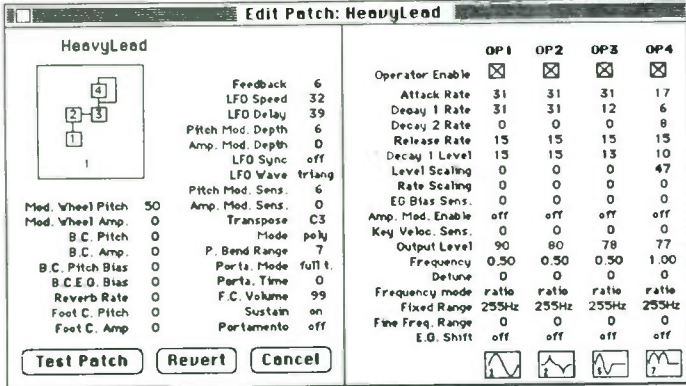 Edit Patch: HeavyLead
HeavyLead
4
2 3
1
1
Feedback 6
LFO Speed 32
LFO Delay 39
Pitch Mod. Depth 6
Amp. Mod. Depth 0
LFO Sync off
LFO Wave triang
Pitch Mod. Sens. 6
Amp. Mod. Sens. 0
Transpose C3
Mode poly
P. Bend Range 7
Porta. Mode full t.
Porta. Time 0
F.C. Volume 99
Sustain on
Portamento off
Mod. Wheel Pitch 50
Mod. Wheel Amp. 0
B.C. Pitch 0
B.C. Amp. 0
B.C. Pitch Bias 0
B.C.E.G. Bias 0
Reverb Rate 0
Foot C. Pitch 0
Foot C. Amp 0
Test Patch Revert Cancel
OP1 OP2 OP3 OP4
Operator Enable
Attack Rate 31 31 31 17
Decay 1 Rate 31 31 12 6
Decay 2 Rate 0 0 0 8
Release Rate 15 15 15 15
Decay 1 Level 15 15 13 10
Level Scaling 0 0 0 47
Rate Scaling 0 0 0 0
EG Bias Sens. 0 0 0 0
Amp. Mod. Enable off off off off
Key Veloc. Sens. 0 0 0 0
Output Level 90 80 78 77
Frequency 0.50 0.50 0.50 1.00
Detune 0 0 0 0
Frequency mode ratio ratio ratio ratio
Fixed Range 255Hz 255Hz 255Hz 255Hz
Fine Freq. Range 0 0 0 0
E.G. Shift off off off off